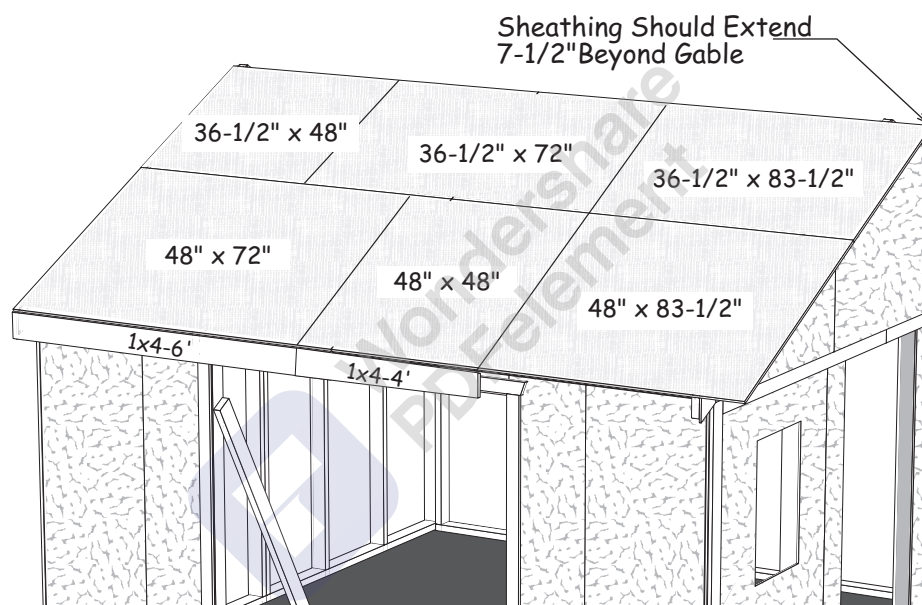 Sheathing Should Extend
7-1/2"Beyond Gable
36-1/2" x 48"
36-1/2" x 72"
36-1/2" x 83-1/2"
48" x 72"
48" x 48"
48" x 83-1/2"
1x4-6'
1x4-4'
Wondershare
PDFelement